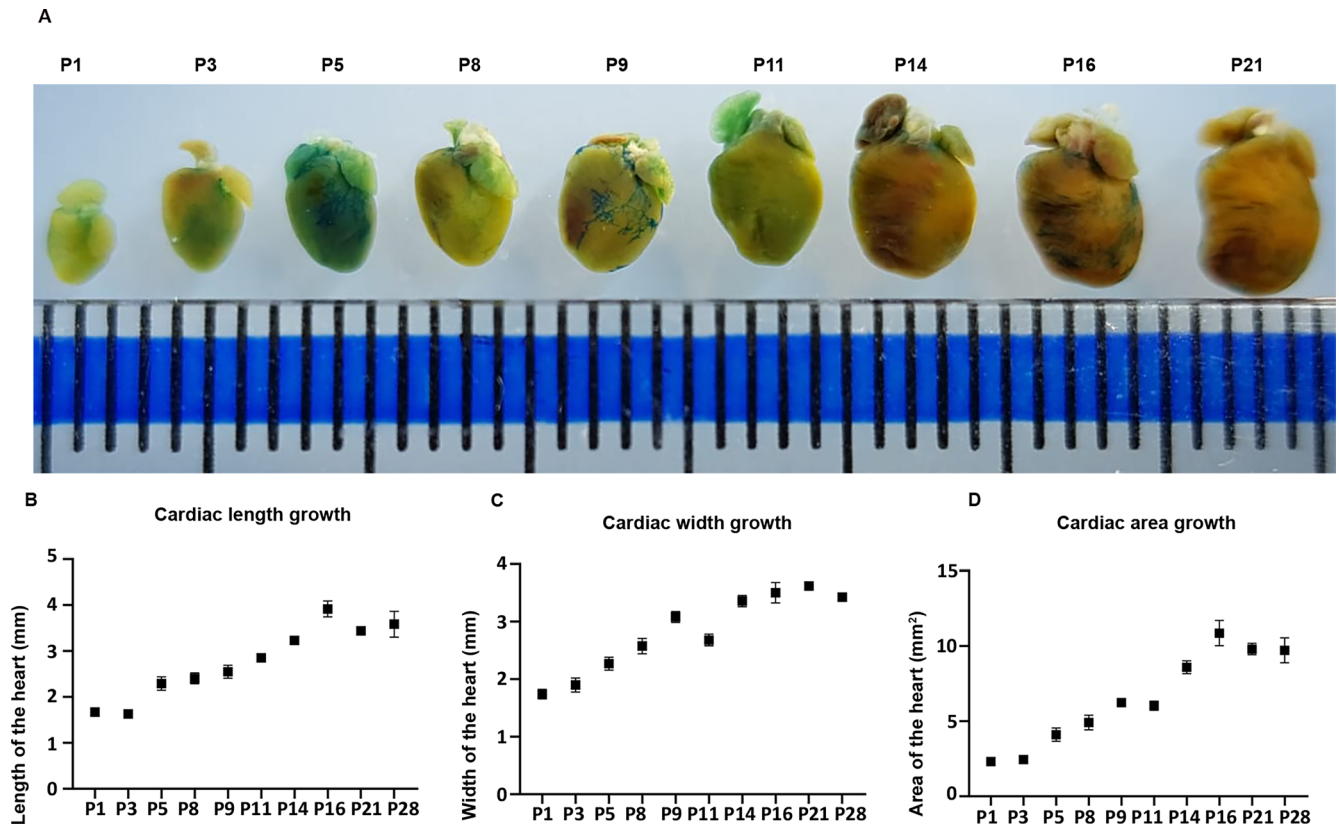 A
P1 P3 P5 P8 P9 P11 P14 P16 P21
B
Cardiac length growth
Length of the heart (mm)
5
4
3
2
1
0
P1 P3 P5 P8 P9 P11 P14 P16 P21 P28
C
Cardiac width growth
Width of the heart (mm)
4
3
2
1
0
P1 P3 P5 P8 P9 P11 P14 P16 P21 P28
D
Cardiac area growth
Area of the heart (mm²)
15
10
5
0
P1 P3 P5 P8 P9 P11 P14 P16 P21 P28